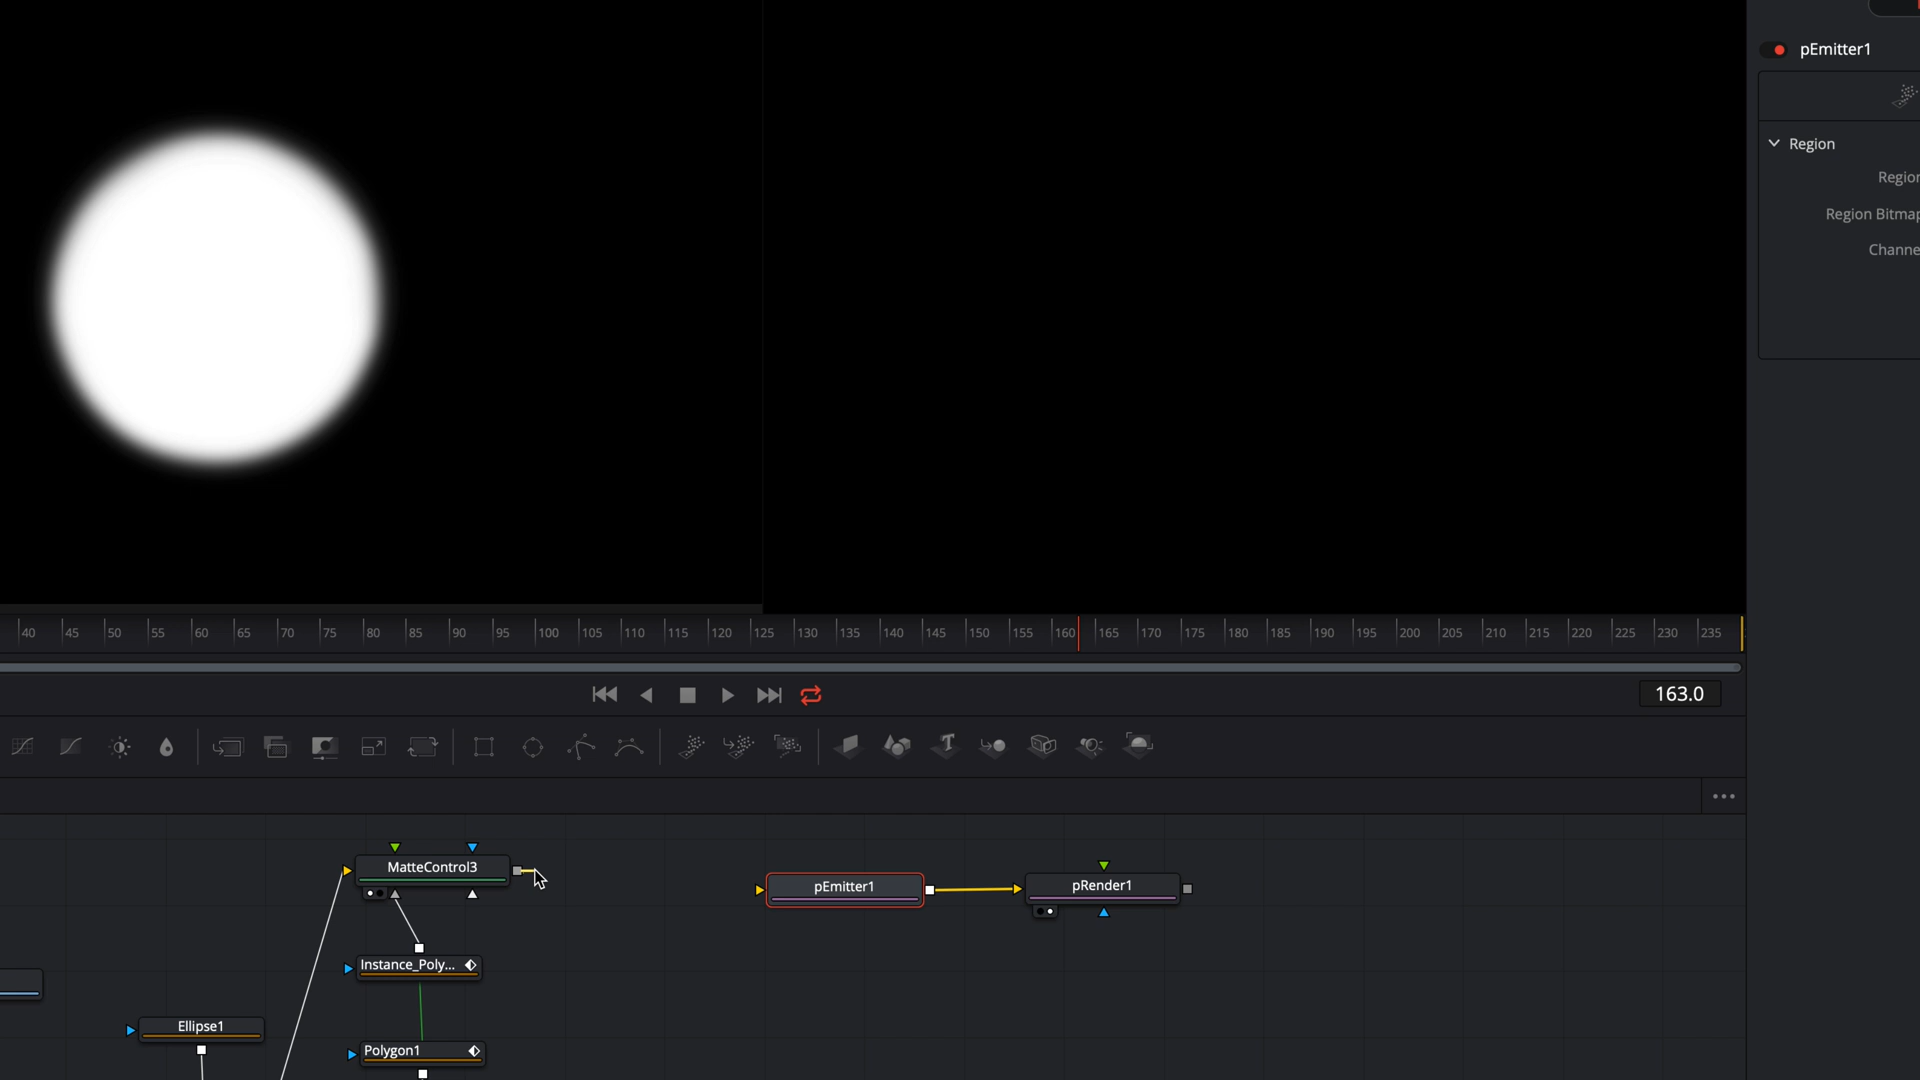 pEmitter1
Region
Region
Region Bitmap
Channe
40 45 50 55 60 65 70 75 80 85 90 95 100 105 110 115 120 125 130 135 140 145 150 155 160 165 170 175 180 185 190 195 200 205 210 215 220 225 230 235
163.0
MatteControl3
pEmitter1
pRender1
Instance_Poly...
Ellipse1
Polygon1